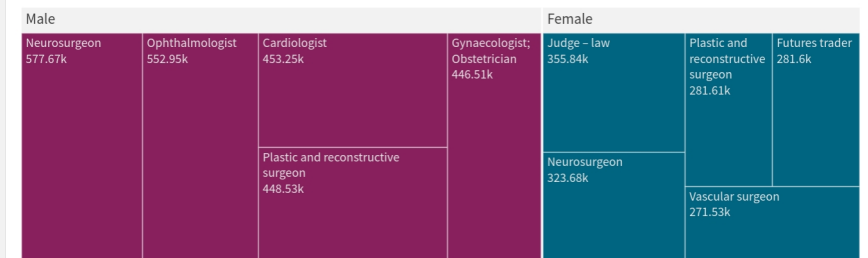 Male
Neurosurgeon
577.67k
Ophthalmologist
552.95k
Cardiologist
453.25k
Plastic and reconstructive
surgeon
448.53k
Gynaecologist;
Obstetrician
446.51k
Female
Judge – law
355.84k
Neurosurgeon
323.68k
Plastic and
reconstructive
surgeon
281.61k
Futures trader
281.6k
Vascular surgeon
271.53k